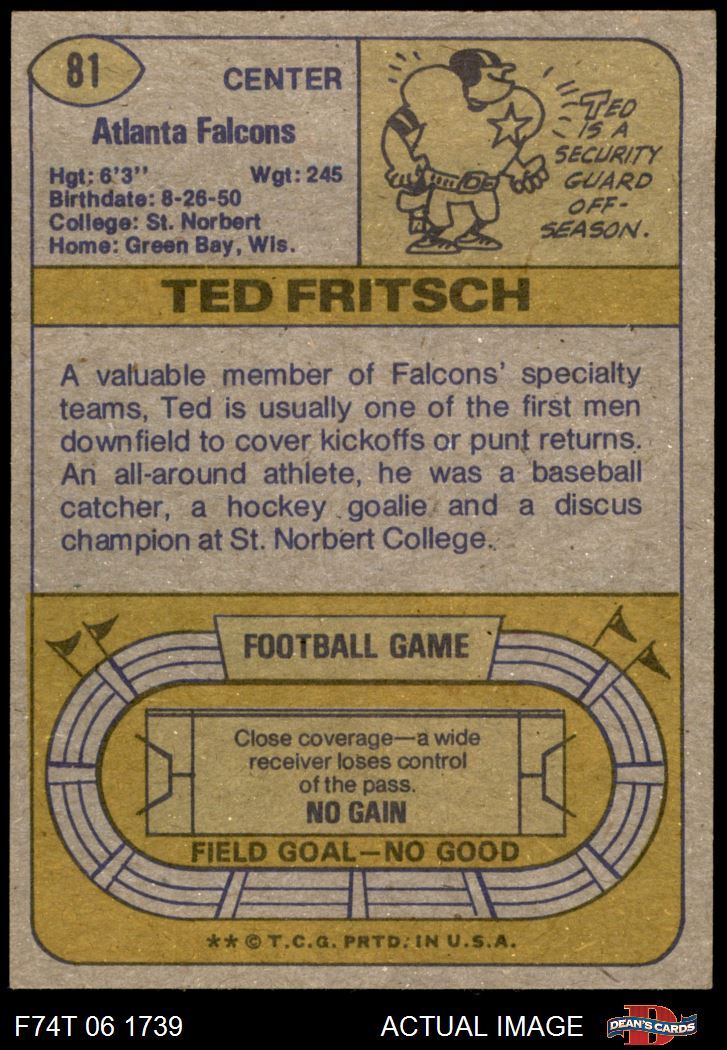 81
CENTER
Atlanta Falcons
Hgt: 6'3'' Wgt: 245
Birthdate: 8-26-50
College: St. Norbert
Home: Green Bay, Wis.
TED
IS A
SECURITY
GUARD
OFF-
SEASON.
TED FRITSCH
A valuable member of Falcons' specialty
teams, Ted is usually one of the first men
downfield to cover kickoffs or punt returns.
An all-around athlete, he was a baseball
catcher, a hockey goalie and a discus
champion at St. Norbert College.
FOOTBALL GAME
Close coverage—a wide
receiver loses control
of the pass.
NO GAIN
FIELD GOAL—NO GOOD
** © T.C.G. PRTD. IN U.S.A.
F74T 06 1739 ACTUAL IMAGE
D
DEAN'S CARDS